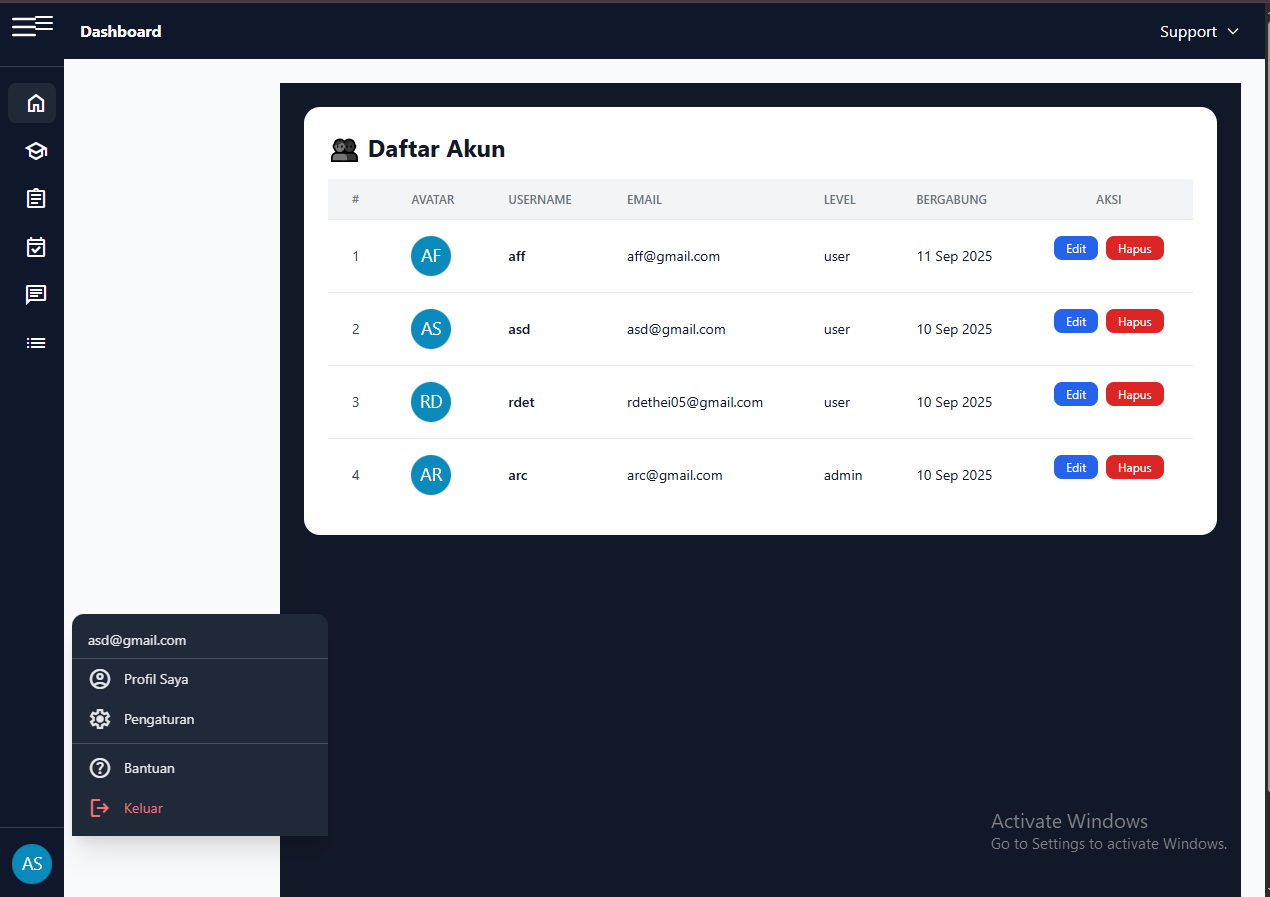 Dashboard
Support
Daftar Akun
# AVATAR USERNAME EMAIL LEVEL BERGABUNG AKSI
1 AF aff aff@gmail.com user 11 Sep 2025 Edit Hapus
2 AS asd asd@gmail.com user 10 Sep 2025 Edit Hapus
3 RD rdet rdethei05@gmail.com user 10 Sep 2025 Edit Hapus
4 AR arc arc@gmail.com admin 10 Sep 2025 Edit Hapus
asd@gmail.com
Profil Saya
Pengaturan
Bantuan
Keluar
AS
Activate Windows
Go to Settings to activate Windows.